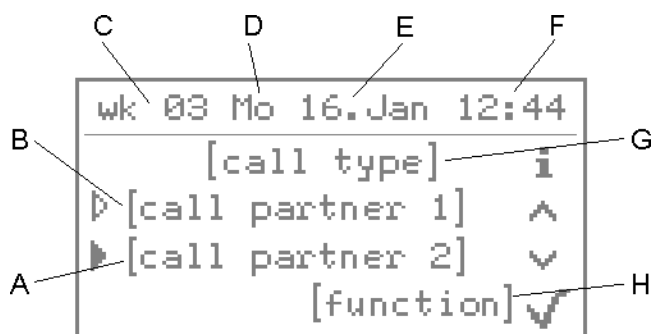 C D E F
wk 03 Mo 16.Jan 12:44
B [call type] i G
[call partner 1]
A [call partner 2]
[function] H